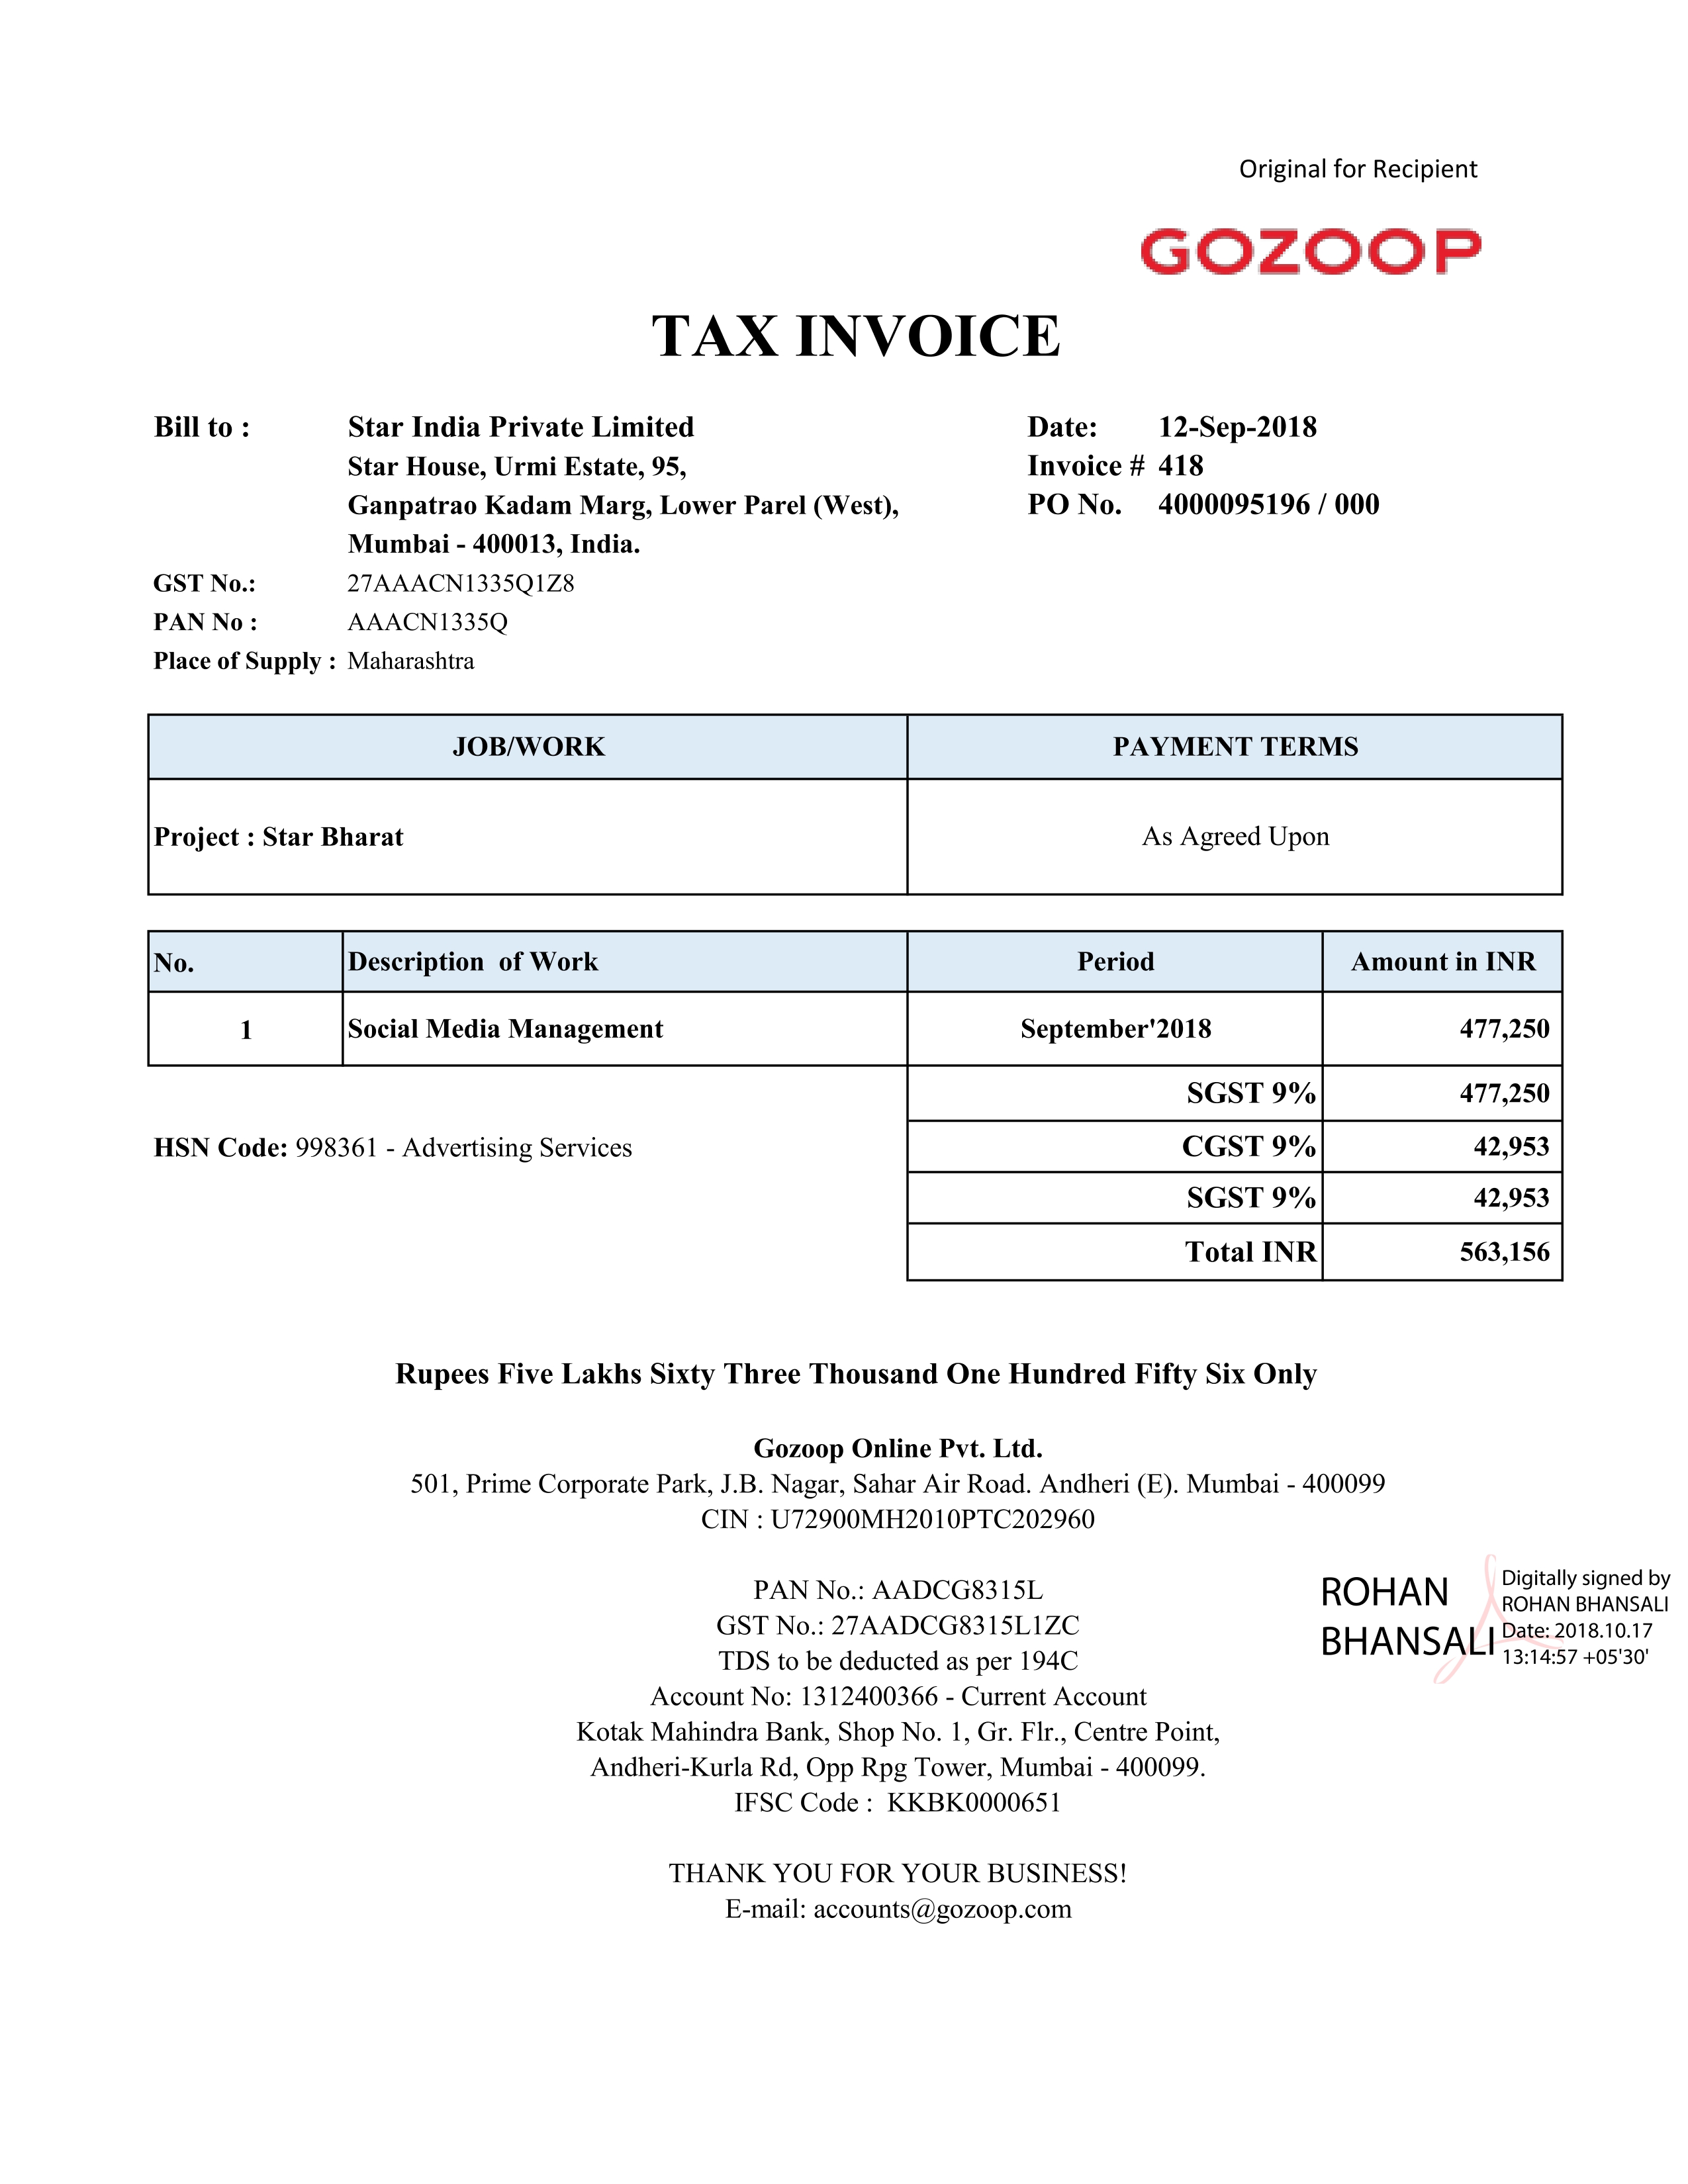 Original for Recipient
GOZOOP
TAX INVOICE
Bill to : Star India Private Limited Date: 12-Sep-2018
Star House, Urmi Estate, 95, Invoice # 418
Ganpatrao Kadam Marg, Lower Parel (West), PO No. 4000095196 / 000
Mumbai - 400013, India.
GST No.: 27AAACN1335Q1Z8
PAN No : AAACN1335Q
Place of Supply : Maharashtra
JOB/WORK PAYMENT TERMS
Project : Star Bharat As Agreed Upon
No. Description of Work Period Amount in INR
1 Social Media Management September'2018 477,250
SGST 9% 477,250
HSN Code: 998361 - Advertising Services CGST 9% 42,953
SGST 9% 42,953
Total INR 563,156
Rupees Five Lakhs Sixty Three Thousand One Hundred Fifty Six Only
Gozoop Online Pvt. Ltd.
501, Prime Corporate Park, J.B. Nagar, Sahar Air Road. Andheri (E). Mumbai - 400099
CIN : U72900MH2010PTC202960
PAN No.: AADCG8315L
GST No.: 27AADCG8315L1ZC
TDS to be deducted as per 194C
Account No: 1312400366 - Current Account
Kotak Mahindra Bank, Shop No. 1, Gr. Flr., Centre Point,
Andheri-Kurla Rd, Opp Rpg Tower, Mumbai - 400099.
IFSC Code : KKBK0000651
ROHAN
BHANSALI
Digitally signed by
ROHAN BHANSALI
Date: 2018.10.17
13:14:57 +05'30'
THANK YOU FOR YOUR BUSINESS!
E-mail: accounts@gozoop.com